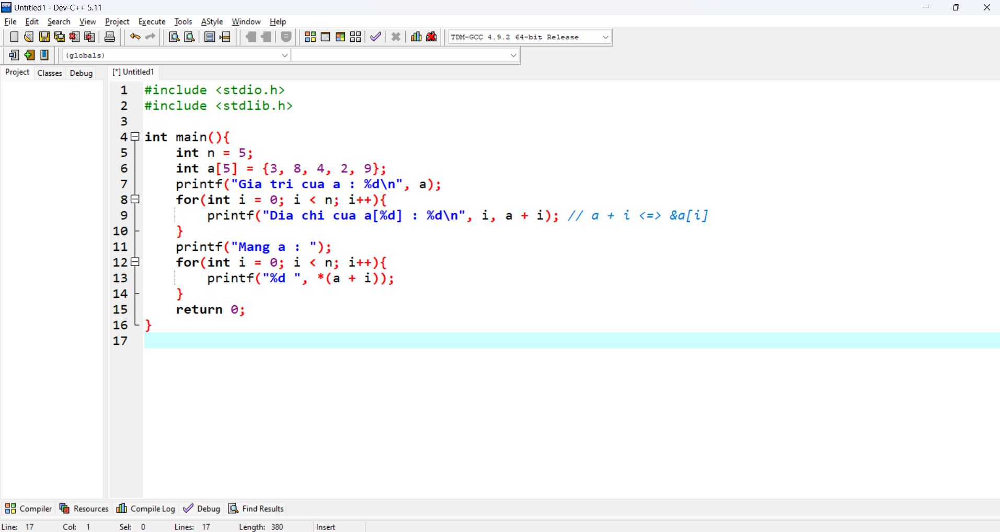 Untitled1 - Dev-C++ 5.11
File Edit Search View Project Execute Tools AStyle Window Help
TDM-GCC 4.9.2 64-bit Release
(globals)
Project Classes Debug [*] Untitled1
1 #include <stdio.h>
2 #include <stdlib.h>
3
4 int main(){
5 int n = 5;
6 int a[5] = {3, 8, 4, 2, 9};
7 printf("Gia tri cua a : %d\n", a);
8 for(int i = 0; i < n; i++){
9 printf("Dia chi cua a[%d] : %d\n", i, a + i); // a + i <=> &a[i]
10 }
11 printf("Mang a : ");
12 for(int i = 0; i < n; i++){
13 printf("%d ", *(a + i));
14 }
15 return 0;
16 }
17
Compiler Resources Compile Log Debug Find Results
Line: 17 Col: 1 Sel: 0 Lines: 17 Length: 380 Insert